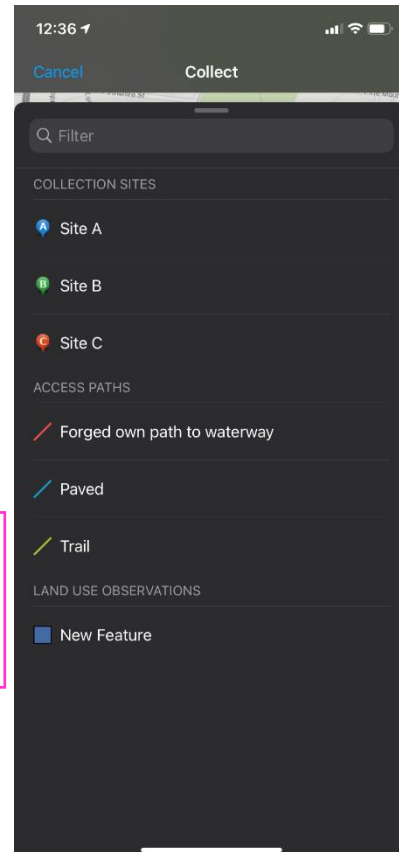 12:36
Cancel
Collect
Filter
COLLECTION SITES
A Site A
B Site B
C Site C
ACCESS PATHS
Forged own path to waterway
Paved
Trail
LAND USE OBSERVATIONS
New Feature